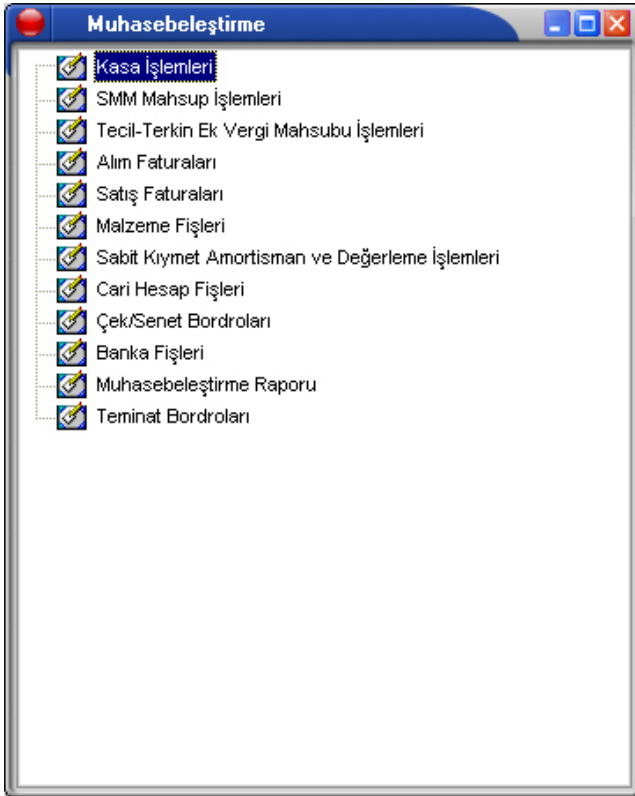 Muhasebeleştirme
Kasa İşlemleri
SMM Mahsup İşlemleri
Tecil-Terkin Ek Vergi Mahsubu İşlemleri
Alım Faturaları
Satış Faturaları
Malzeme Fişleri
Sabit Kıymet Amortisman ve Değerleme İşlemleri
Cari Hesap Fişleri
Çek/Senet Bordroları
Banka Fişleri
Muhasebeleştirme Raporu
Teminat Bordroları